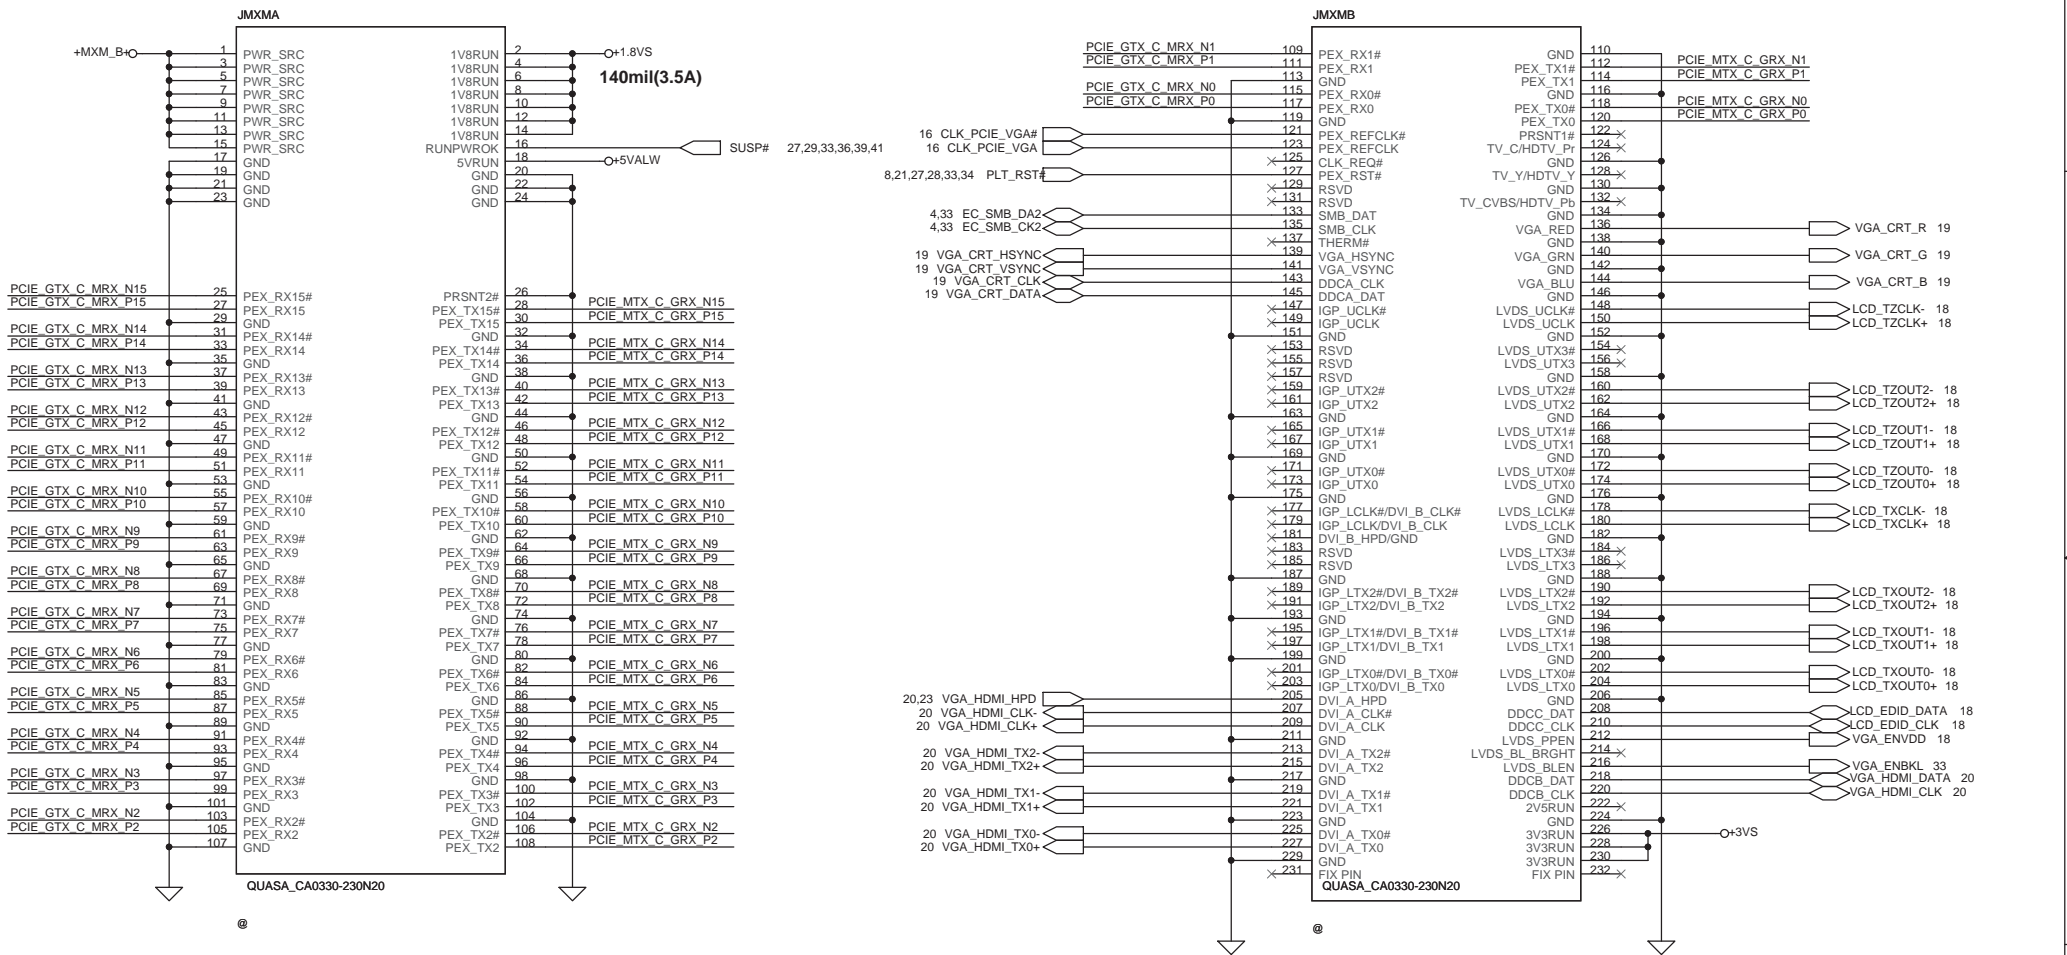 JMXMA
+MXM_B+ 1 PWR_SRC 1V8RUN 2 +1.8VS
3 PWR_SRC 1V8RUN 4
5 PWR_SRC 1V8RUN 6 140mil(3.5A)
7 PWR_SRC 1V8RUN 8
9 PWR_SRC 1V8RUN 10
11 PWR_SRC 1V8RUN 12
13 PWR_SRC 1V8RUN 14
15 PWR_SRC RUNPWROK 16 SUSP# 27,29,33,36,39,41
17 GND 5VRUN 18 +5VALW
19 GND GND 20
21 GND GND 22
23 GND GND 24
PCIE_GTX_C_MRX_N15 25 PEX_RX15# PRSNT2# 26
PCIE_GTX_C_MRX_P15 27 PEX_RX15 PEX_TX15# 28 PCIE_MTX_C_GRX_N15
29 GND PEX_TX15 30 PCIE_MTX_C_GRX_P15
PCIE_GTX_C_MRX_N14 31 PEX_RX14# GND 32
PCIE_GTX_C_MRX_P14 33 PEX_RX14 PEX_TX14# 34 PCIE_MTX_C_GRX_N14
35 GND PEX_TX14 36 PCIE_MTX_C_GRX_P14
PCIE_GTX_C_MRX_N13 37 PEX_RX13# GND 38
PCIE_GTX_C_MRX_P13 39 PEX_RX13 PEX_TX13# 40 PCIE_MTX_C_GRX_N13
41 GND PEX_TX13 42 PCIE_MTX_C_GRX_P13
PCIE_GTX_C_MRX_N12 43 PEX_RX12# GND 44
PCIE_GTX_C_MRX_P12 45 PEX_RX12 PEX_TX12# 46 PCIE_MTX_C_GRX_N12
47 GND PEX_TX12 48 PCIE_MTX_C_GRX_P12
PCIE_GTX_C_MRX_N11 49 PEX_RX11# GND 50
PCIE_GTX_C_MRX_P11 51 PEX_RX11 PEX_TX11# 52 PCIE_MTX_C_GRX_N11
53 GND PEX_TX11 54 PCIE_MTX_C_GRX_P11
PCIE_GTX_C_MRX_N10 55 PEX_RX10# GND 56
PCIE_GTX_C_MRX_P10 57 PEX_RX10 PEX_TX10# 58 PCIE_MTX_C_GRX_N10
59 GND PEX_TX10 60 PCIE_MTX_C_GRX_P10
PCIE_GTX_C_MRX_N9 61 PEX_RX9# GND 62
PCIE_GTX_C_MRX_P9 63 PEX_RX9 PEX_TX9# 64 PCIE_MTX_C_GRX_N9
65 GND PEX_TX9 66 PCIE_MTX_C_GRX_P9
PCIE_GTX_C_MRX_N8 67 PEX_RX8# GND 68
PCIE_GTX_C_MRX_P8 69 PEX_RX8 PEX_TX8# 70 PCIE_MTX_C_GRX_N8
71 GND PEX_TX8 72 PCIE_MTX_C_GRX_P8
PCIE_GTX_C_MRX_N7 73 PEX_RX7# GND 74
PCIE_GTX_C_MRX_P7 75 PEX_RX7 PEX_TX7# 76 PCIE_MTX_C_GRX_N7
77 GND PEX_TX7 78 PCIE_MTX_C_GRX_P7
PCIE_GTX_C_MRX_N6 79 PEX_RX6# GND 80
PCIE_GTX_C_MRX_P6 81 PEX_RX6 PEX_TX6# 82 PCIE_MTX_C_GRX_N6
83 GND PEX_TX6 84 PCIE_MTX_C_GRX_P6
PCIE_GTX_C_MRX_N5 85 PEX_RX5# GND 86
PCIE_GTX_C_MRX_P5 87 PEX_RX5 PEX_TX5# 88 PCIE_MTX_C_GRX_N5
89 GND PEX_TX5 90 PCIE_MTX_C_GRX_P5
PCIE_GTX_C_MRX_N4 91 PEX_RX4# GND 92
PCIE_GTX_C_MRX_P4 93 PEX_RX4 PEX_TX4# 94 PCIE_MTX_C_GRX_N4
95 GND PEX_TX4 96 PCIE_MTX_C_GRX_P4
PCIE_GTX_C_MRX_N3 97 PEX_RX3# GND 98
PCIE_GTX_C_MRX_P3 99 PEX_RX3 PEX_TX3# 100 PCIE_MTX_C_GRX_N3
101 GND PEX_TX3 102 PCIE_MTX_C_GRX_P3
PCIE_GTX_C_MRX_N2 103 PEX_RX2# GND 104
PCIE_GTX_C_MRX_P2 105 PEX_RX2 PEX_TX2# 106 PCIE_MTX_C_GRX_N2
107 GND PEX_TX2 108 PCIE_MTX_C_GRX_P2
QUASA_CA0330-230N20
@
JMXMB
PCIE_GTX_C_MRX_N1 109 PEX_RX1# GND 110
PCIE_GTX_C_MRX_P1 111 PEX_RX1 PEX_TX1# 112 PCIE_MTX_C_GRX_N1
113 GND PEX_TX1 114 PCIE_MTX_C_GRX_P1
PCIE_GTX_C_MRX_N0 115 PEX_RX0# GND 116
PCIE_GTX_C_MRX_P0 117 PEX_RX0 PEX_TX0# 118 PCIE_MTX_C_GRX_N0
119 GND PEX_TX0 120 PCIE_MTX_C_GRX_P0
16 CLK_PCIE_VGA# 121 PEX_REFCLK# PRSNT1# 122
16 CLK_PCIE_VGA 123 PEX_REFCLK TV_C/HDTV_Pr 124
125 CLK_REQ# GND 126
8,21,27,28,33,34 PLT_RST# 127 PEX_RST# TV_Y/HDTV_Y 128
129 RSVD GND 130
131 RSVD TV_CVBS/HDTV_Pb 132
4,33 EC_SMB_DA2 133 SMB_DAT GND 134
4,33 EC_SMB_CK2 135 SMB_CLK VGA_RED 136 VGA_CRT_R 19
137 THERM# GND 138
19 VGA_CRT_HSYNC 139 VGA_HSYNC VGA_GRN 140 VGA_CRT_G 19
19 VGA_CRT_VSYNC 141 VGA_VSYNC GND 142
19 VGA_CRT_CLK 143 DDCA_CLK VGA_BLU 144 VGA_CRT_B 19
19 VGA_CRT_DATA 145 DDCA_DAT GND 146
147 IGP_UCLK# LVDS_UCLK# 148 LCD_TZCLK- 18
149 IGP_UCLK LVDS_UCLK 150 LCD_TZCLK+ 18
151 GND GND 152
153 RSVD LVDS_UTX3# 154
155 RSVD LVDS_UTX3 156
157 RSVD GND 158
159 IGP_UTX2# LVDS_UTX2# 160 LCD_TZOUT2- 18
161 IGP_UTX2 LVDS_UTX2 162 LCD_TZOUT2+ 18
163 GND GND 164
165 IGP_UTX1# LVDS_UTX1# 166 LCD_TZOUT1- 18
167 IGP_UTX1 LVDS_UTX1 168 LCD_TZOUT1+ 18
169 GND GND 170
171 IGP_UTX0# LVDS_UTX0# 172 LCD_TZOUT0- 18
173 IGP_UTX0 LVDS_UTX0 174 LCD_TZOUT0+ 18
175 GND GND 176
177 IGP_LCLK#/DVI_B_CLK# LVDS_LCLK# 178 LCD_TXCLK- 18
179 IGP_LCLK/DVI_B_CLK LVDS_LCLK 180 LCD_TXCLK+ 18
181 DVI_B_HPD/GND GND 182
183 RSVD LVDS_LTX3# 184
185 RSVD LVDS_LTX3 186
187 GND GND 188
189 IGP_LTX2#/DVI_B_TX2# LVDS_LTX2# 190 LCD_TXOUT2- 18
191 IGP_LTX2/DVI_B_TX2 LVDS_LTX2 192 LCD_TXOUT2+ 18
193 GND GND 194
195 IGP_LTX1#/DVI_B_TX1# LVDS_LTX1# 196 LCD_TXOUT1- 18
197 IGP_LTX1/DVI_B_TX1 LVDS_LTX1 198 LCD_TXOUT1+ 18
199 GND GND 200
201 IGP_LTX0#/DVI_B_TX0# LVDS_LTX0# 202 LCD_TXOUT0- 18
203 IGP_LTX0/DVI_B_TX0 LVDS_LTX0 204 LCD_TXOUT0+ 18
20,23 VGA_HDMI_HPD 205 DVI_A_HPD GND 206
20 VGA_HDMI_CLK- 207 DVI_A_CLK# DDCC_DAT 208 LCD_EDID_DATA 18
20 VGA_HDMI_CLK+ 209 DVI_A_CLK DDCC_CLK 210 LCD_EDID_CLK 18
211 GND LVDS_PPEN 212 VGA_ENVDD 18
20 VGA_HDMI_TX2- 213 DVI_A_TX2# LVDS_BL_BRGHT 214
20 VGA_HDMI_TX2+ 215 DVI_A_TX2 LVDS_BLEN 216 VGA_ENBKL 33
217 GND DDCB_DAT 218 VGA_HDMI_DATA 20
20 VGA_HDMI_TX1- 219 DVI_A_TX1# DDCB_CLK 220 VGA_HDMI_CLK 20
20 VGA_HDMI_TX1+ 221 DVI_A_TX1 2V5RUN 222
223 GND GND 224
20 VGA_HDMI_TX0- 225 DVI_A_TX0# 3V3RUN 226 +3VS
20 VGA_HDMI_TX0+ 227 DVI_A_TX0 3V3RUN 228
229 GND 3V3RUN 230
231 FIX PIN FIX PIN 232
QUASA_CA0330-230N20
@